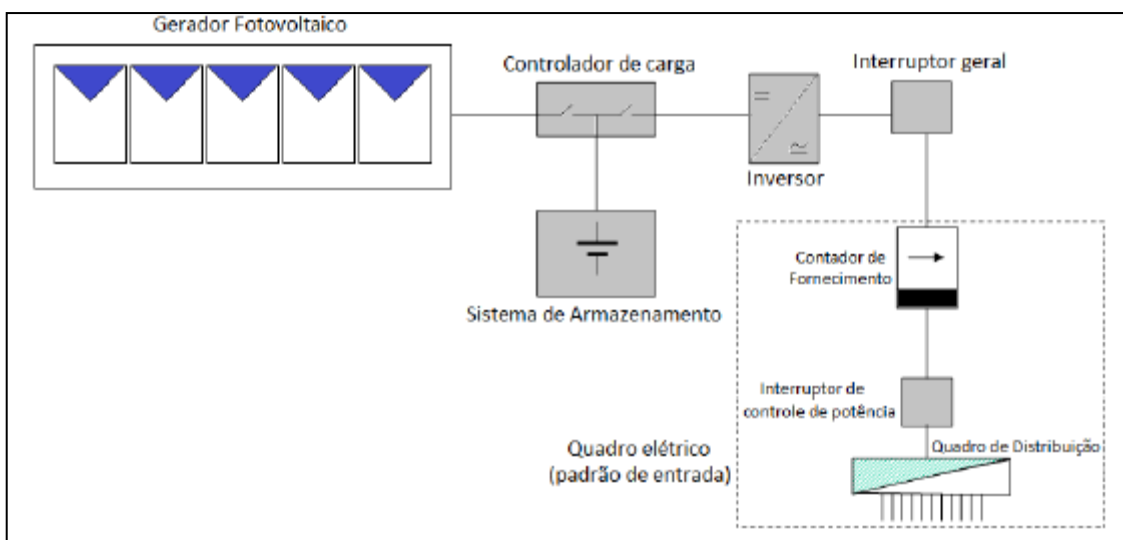 Gerador Fotovoltaico
Controlador de carga
Interruptor geral
Inversor
Sistema de Armazenamento
Contador de
Fornecimento
Interruptor de
controle de potência
Quadro de Distribuição
Quadro elétrico
(padrão de entrada)